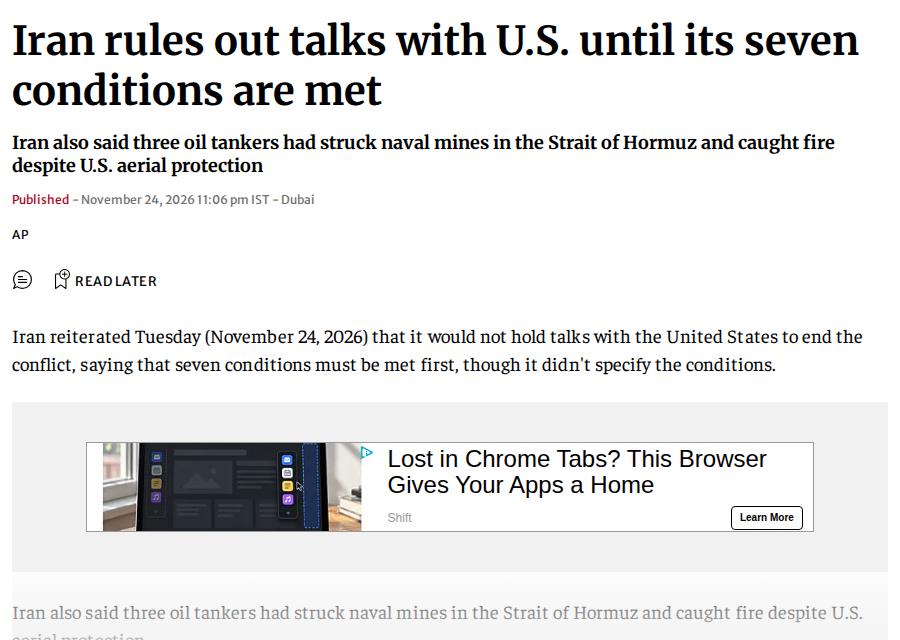 Iran rules out talks with U.S. until its seven
conditions are met
Iran also said three oil tankers had struck naval mines in the Strait of Hormuz and caught fire
despite U.S. aerial protection
Published - November 24, 2026 11:06 pm IST - Dubai
AP
READ LATER
Iran reiterated Tuesday (November 24, 2026) that it would not hold talks with the United States to end the
conflict, saying that seven conditions must be met first, though it didn't specify the conditions.
Lost in Chrome Tabs? This Browser
Gives Your Apps a Home
Shift
Learn More
Iran also said three oil tankers had struck naval mines in the Strait of Hormuz and caught fire despite U.S.
aerial protection